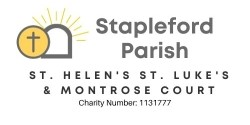 Stapleford
Parish
ST. HELEN'S ST. LUKE'S
& MONTROSE COURT
Charity Number: 1131777